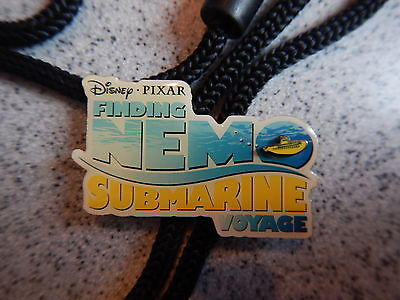 Disney · PIXAR
FINDING
NEMO
SUBMARINE
VOYAGE